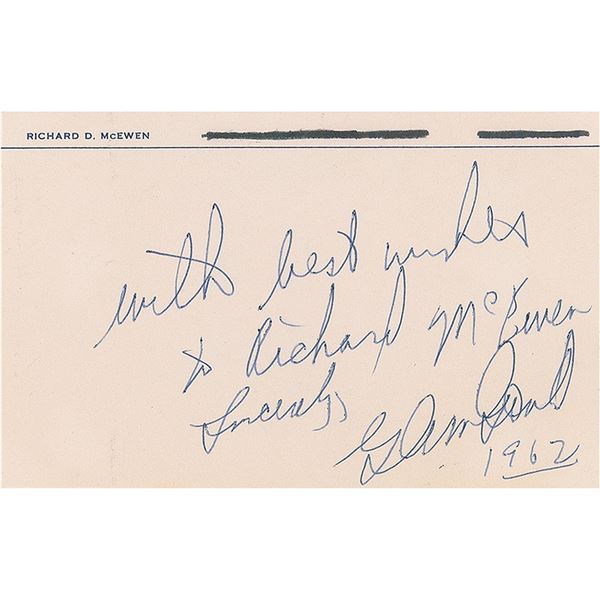 RICHARD D. McEWEN
with best wishes
to Richard McEwen
Sincerely
1962